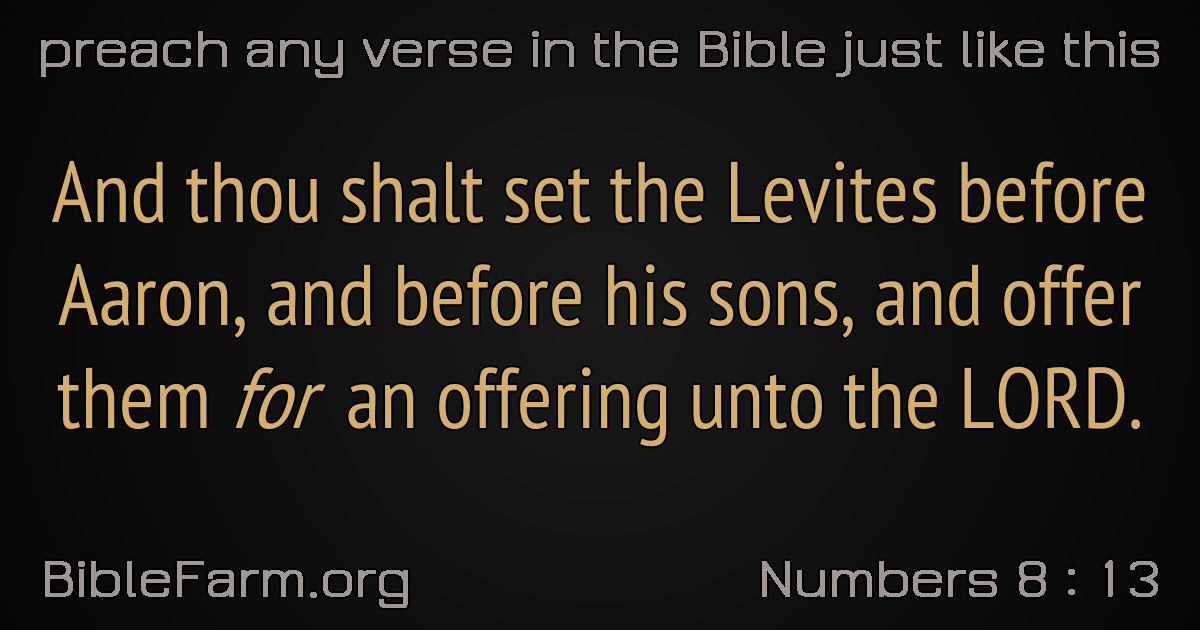 preach any verse in the Bible just like this
And thou shalt set the Levites before
Aaron, and before his sons, and offer
them for an offering unto the LORD.
BibleFarm.org
Numbers 8 : 13